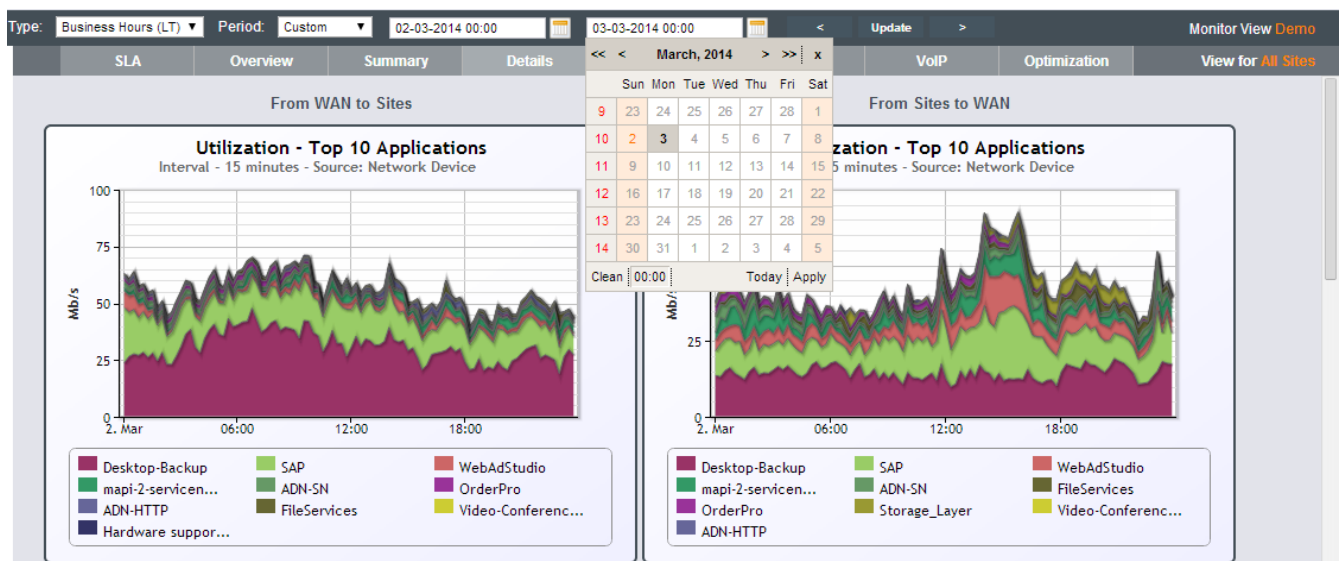 Type: Business Hours (LT) Period: Custom 02-03-2014 00:00 03-03-2014 00:00 < Update > Monitor View Demo
SLA Overview Summary Details VoIP Optimization View for All Sites
<< < March, 2014 > >> x
Sun Mon Tue Wed Thu Fri Sat
9 23 24 25 26 27 28 1
10 2 3 4 5 6 7 8
11 9 10 11 12 13 14 15
12 16 17 18 19 20 21 22
13 23 24 25 26 27 28 29
14 30 31 1 2 3 4 5
Clean 00:00 Today Apply
From WAN to Sites
Utilization - Top 10 Applications
Interval - 15 minutes - Source: Network Device
100
75
50
25
0
Mb/s
2. Mar 06:00 12:00 18:00
Desktop-Backup SAP WebAdStudio
mapi-2-servicen... ADN-SN OrderPro
ADN-HTTP FileServices Video-Conferenc...
Hardware suppor...
From Sites to WAN
zation - Top 10 Applications
5 minutes - Source: Network Device
25
0
Mb/s
2. Mar 06:00 12:00 18:00
Desktop-Backup SAP WebAdStudio
mapi-2-servicen... ADN-SN FileServices
OrderPro Storage_Layer Video-Conferenc...
ADN-HTTP